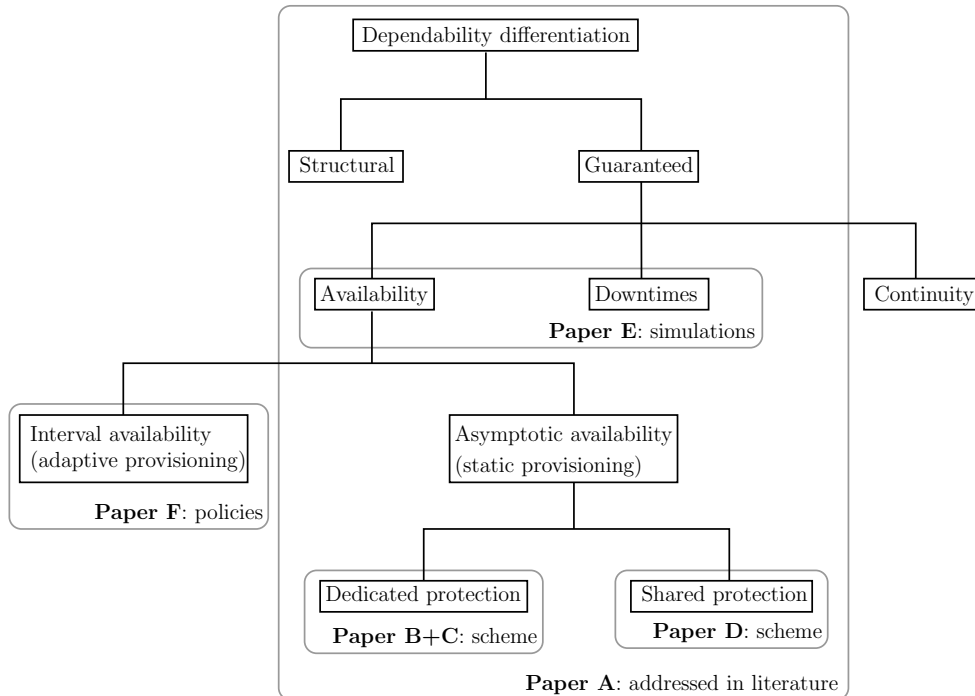 Dependability differentiation
Structural
Guaranteed
Availability
Downtimes
Continuity
Paper E: simulations
Interval availability
(adaptive provisioning)
Paper F: policies
Asymptotic availability
(static provisioning)
Dedicated protection
Paper B+C: scheme
Shared protection
Paper D: scheme
Paper A: addressed in literature